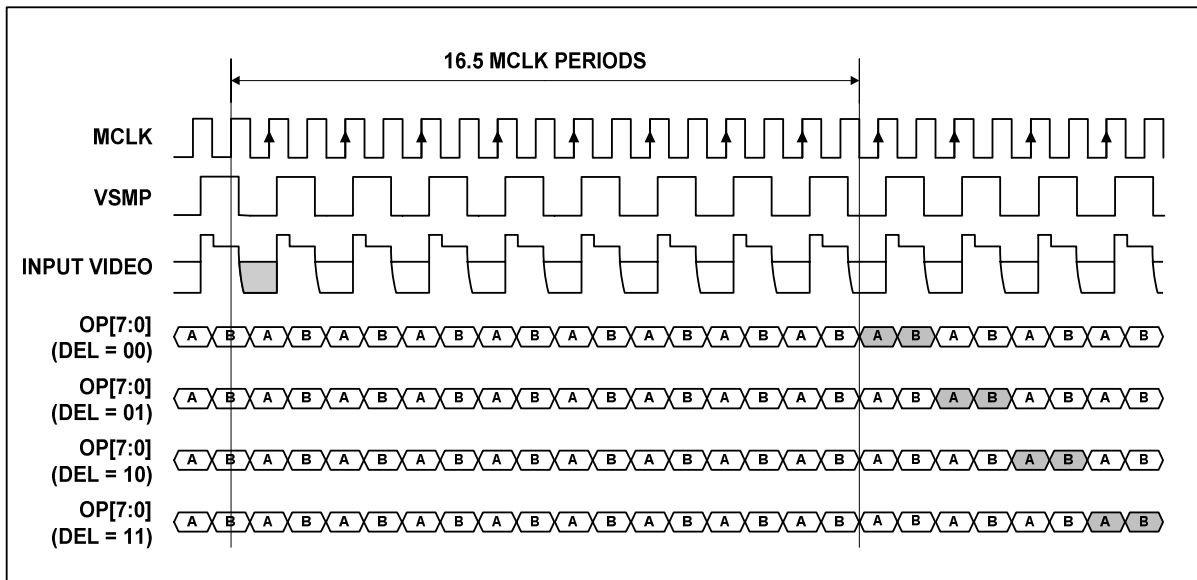 16.5 MCLK PERIODS
MCLK
VSMP
INPUT VIDEO
OP[7:0]
(DEL = 00)
A B A B A B A B A B A B A B A B A B A B A B A B A B
OP[7:0]
(DEL = 01)
A B A B A B A B A B A B A B A B A B A B A B A B A B
OP[7:0]
(DEL = 10)
A B A B A B A B A B A B A B A B A B A B A B A B A B
OP[7:0]
(DEL = 11)
A B A B A B A B A B A B A B A B A B A B A B A B A B